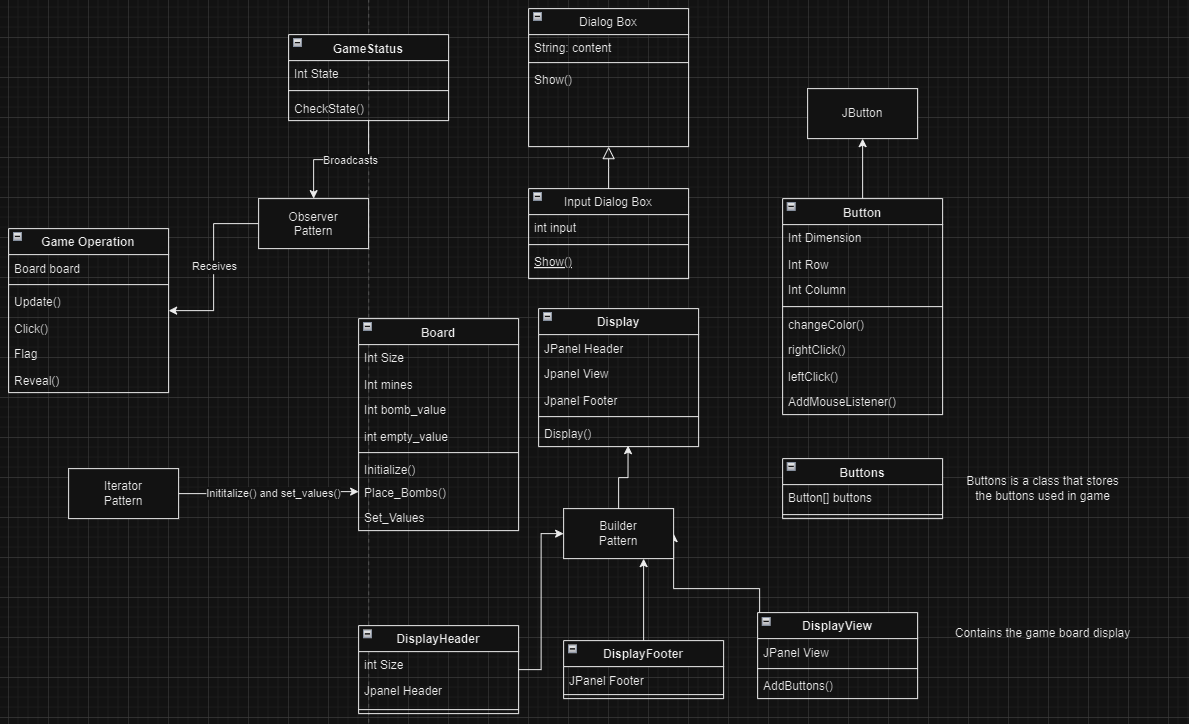 Dialog Box
String: content
Show()
GameStatus
Int State
CheckState()
JButton
Broadcasts
Observer
Pattern
Input Dialog Box
int input
Show()
Button
Int Dimension
Int Row
Int Column
changeColor()
rightClick()
leftClick()
AddMouseListener()
Game Operation
Board board
Update()
Click()
Flag
Reveal()
Receives
Board
Int Size
Int mines
Int bomb_value
int empty_value
Initialize()
Place_Bombs()
Set_Values
Display
JPanel Header
Jpanel View
Jpanel Footer
Display()
Iterator
Pattern
Inititalize() and set_values()
Buttons
Button[] buttons
Buttons is a class that stores
the buttons used in game
Builder
Pattern
DisplayHeader
int Size
Jpanel Header
DisplayFooter
JPanel Footer
DisplayView
JPanel View
AddButtons()
Contains the game board display